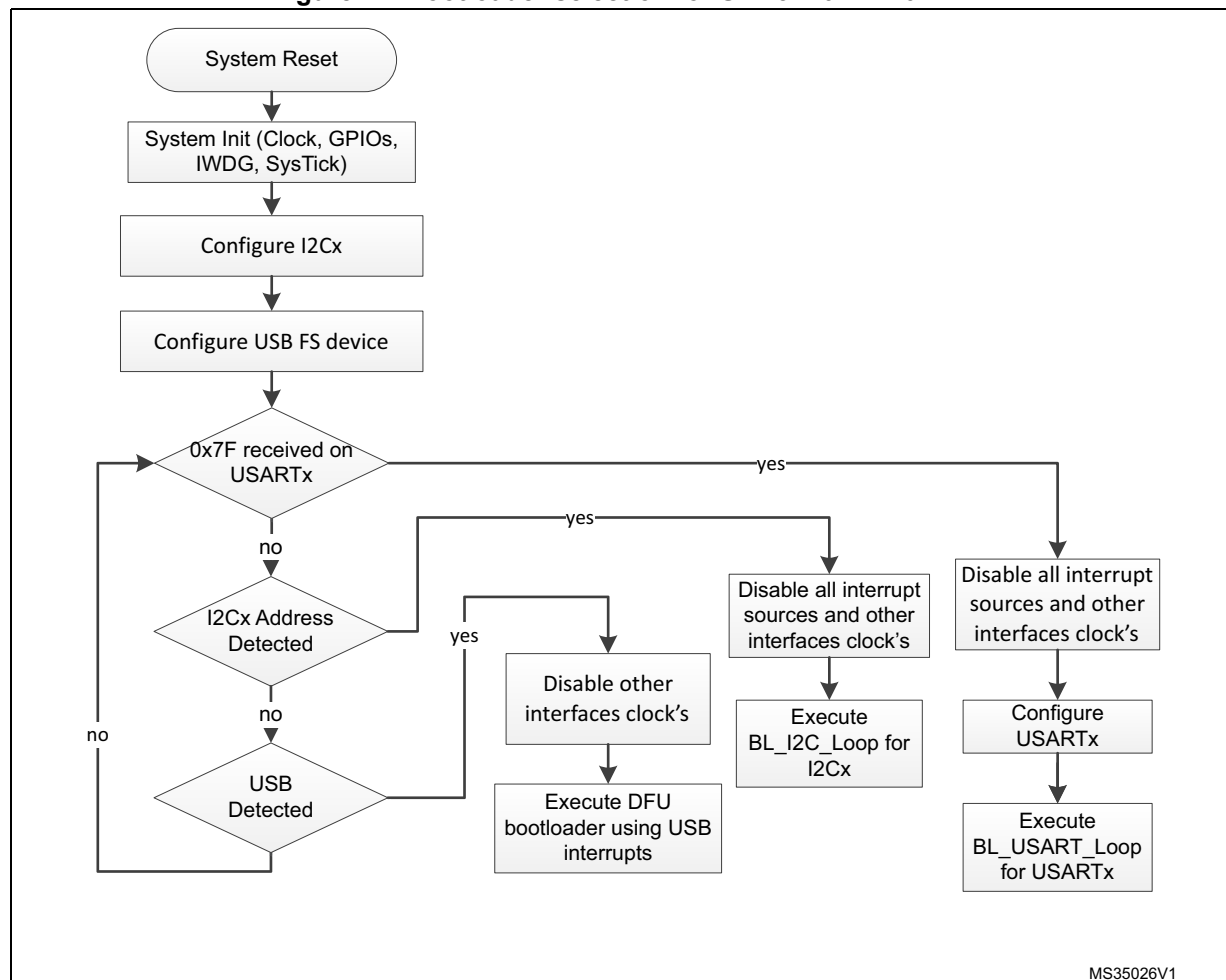 System Reset
System Init (Clock, GPIOs,
IWDG, SysTick)
Configure I2Cx
Configure USB FS device
0x7F received on
USARTx
yes
no
yes
I2Cx Address
Detected
yes
Disable all interrupt
sources and other
interfaces clock's
Disable all interrupt
sources and other
interfaces clock's
Disable other
interfaces clock's
no
no
Execute
BL_I2C_Loop for
I2Cx
Configure
USARTx
USB
Detected
Execute DFU
bootloader using USB
interrupts
Execute
BL_USART_Loop
for USARTx
MS35026V1